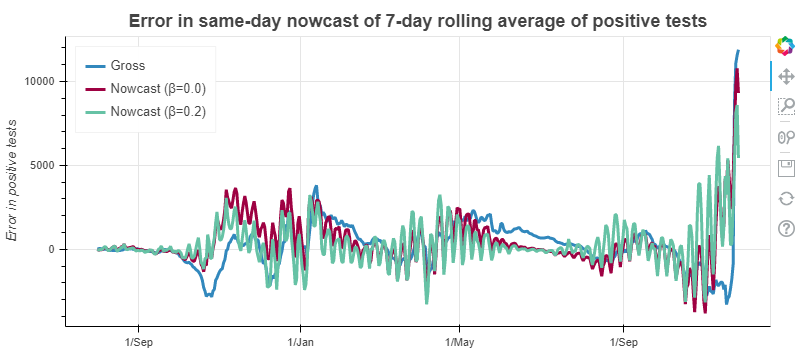 Error in same-day nowcast of 7-day rolling average of positive tests
Gross
Nowcast (β=0.0)
Nowcast (β=0.2)
10000
5000
0
Error in positive tests
1/Sep
1/Jan
1/May
1/Sep